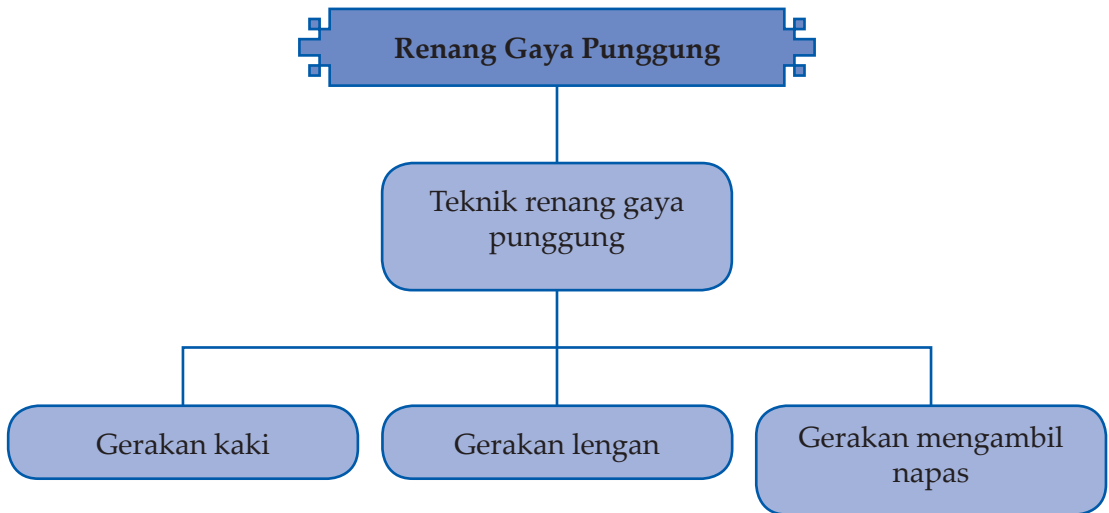 Renang Gaya Punggung
Teknik renang gaya
punggung
Gerakan kaki
Gerakan lengan
Gerakan mengambil
napas